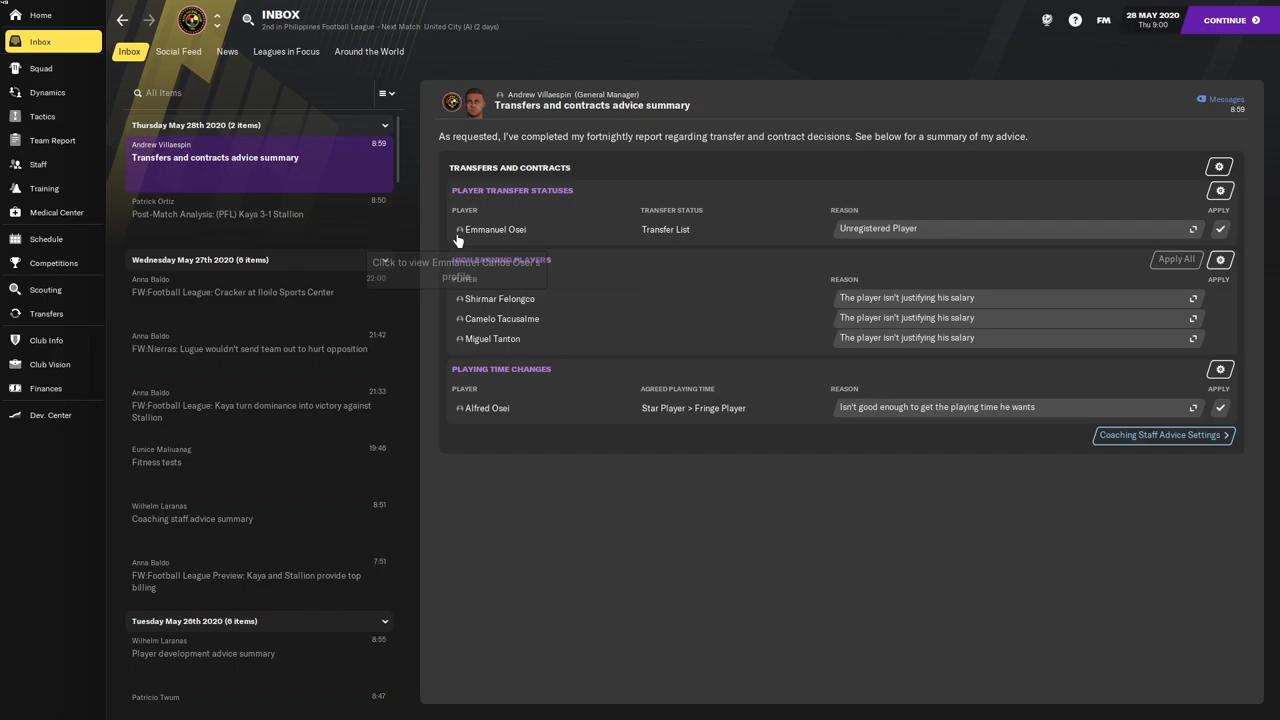 Home
Inbox
Squad
Dynamics
Tactics
Team Report
Staff
Training
Medical Center
Schedule
Competitions
Scouting
Transfers
Club Info
Club Vision
Finances
Dev. Center
INBOX
2nd in Philippines Football League - Next Match: United City (A) (2 days)
FM
28 MAY 2020
Thu 9:00
CONTINUE
Inbox
Social Feed
News
Leagues in Focus
Around the World
All Items
Thursday May 28th 2020 (2 items)
Andrew Villaespin 8:59
Transfers and contracts advice summary
Patrick Ortiz 8:50
Post-Match Analysis: (PFL) Kaya 3-1 Stallion
Wednesday May 27th 2020 (6 items)
Anna Baldo 22:00
FW:Football League: Cracker at Iloilo Sports Center
Anna Baldo 21:42
FW:Nierras: Lugue wouldn't send team out to hurt opposition
Anna Baldo 21:33
FW:Football League: Kaya turn dominance into victory against
Stallion
Eunice Maliuanag 19:46
Fitness tests
Wilhelm Laranas 8:51
Coaching staff advice summary
Anna Baldo 7:51
FW:Football League Preview: Kaya and Stallion provide top
billing
Tuesday May 26th 2020 (6 items)
Wilhelm Laranas 8:55
Player development advice summary
Patricio Twum 8:47
Andrew Villaespin (General Manager)
Transfers and contracts advice summary
Messages
8:59
As requested, I've completed my fortnightly report regarding transfer and contract decisions. See below for a summary of my advice.
TRANSFERS AND CONTRACTS
PLAYER TRANSFER STATUSES
PLAYER TRANSFER STATUS REASON APPLY
Emmanuel Osei Transfer List Unregistered Player
HIGH EARNING PLAYERS Apply All
Click to view Emmanuel Carlos Osei's
profile
PLAYER REASON APPLY
Shirmar Felongco The player isn't justifying his salary
Camelo Tacusalme The player isn't justifying his salary
Miguel Tanton The player isn't justifying his salary
PLAYING TIME CHANGES
PLAYER AGREED PLAYING TIME REASON APPLY
Alfred Osei Star Player > Fringe Player Isn't good enough to get the playing time he wants
Coaching Staff Advice Settings >